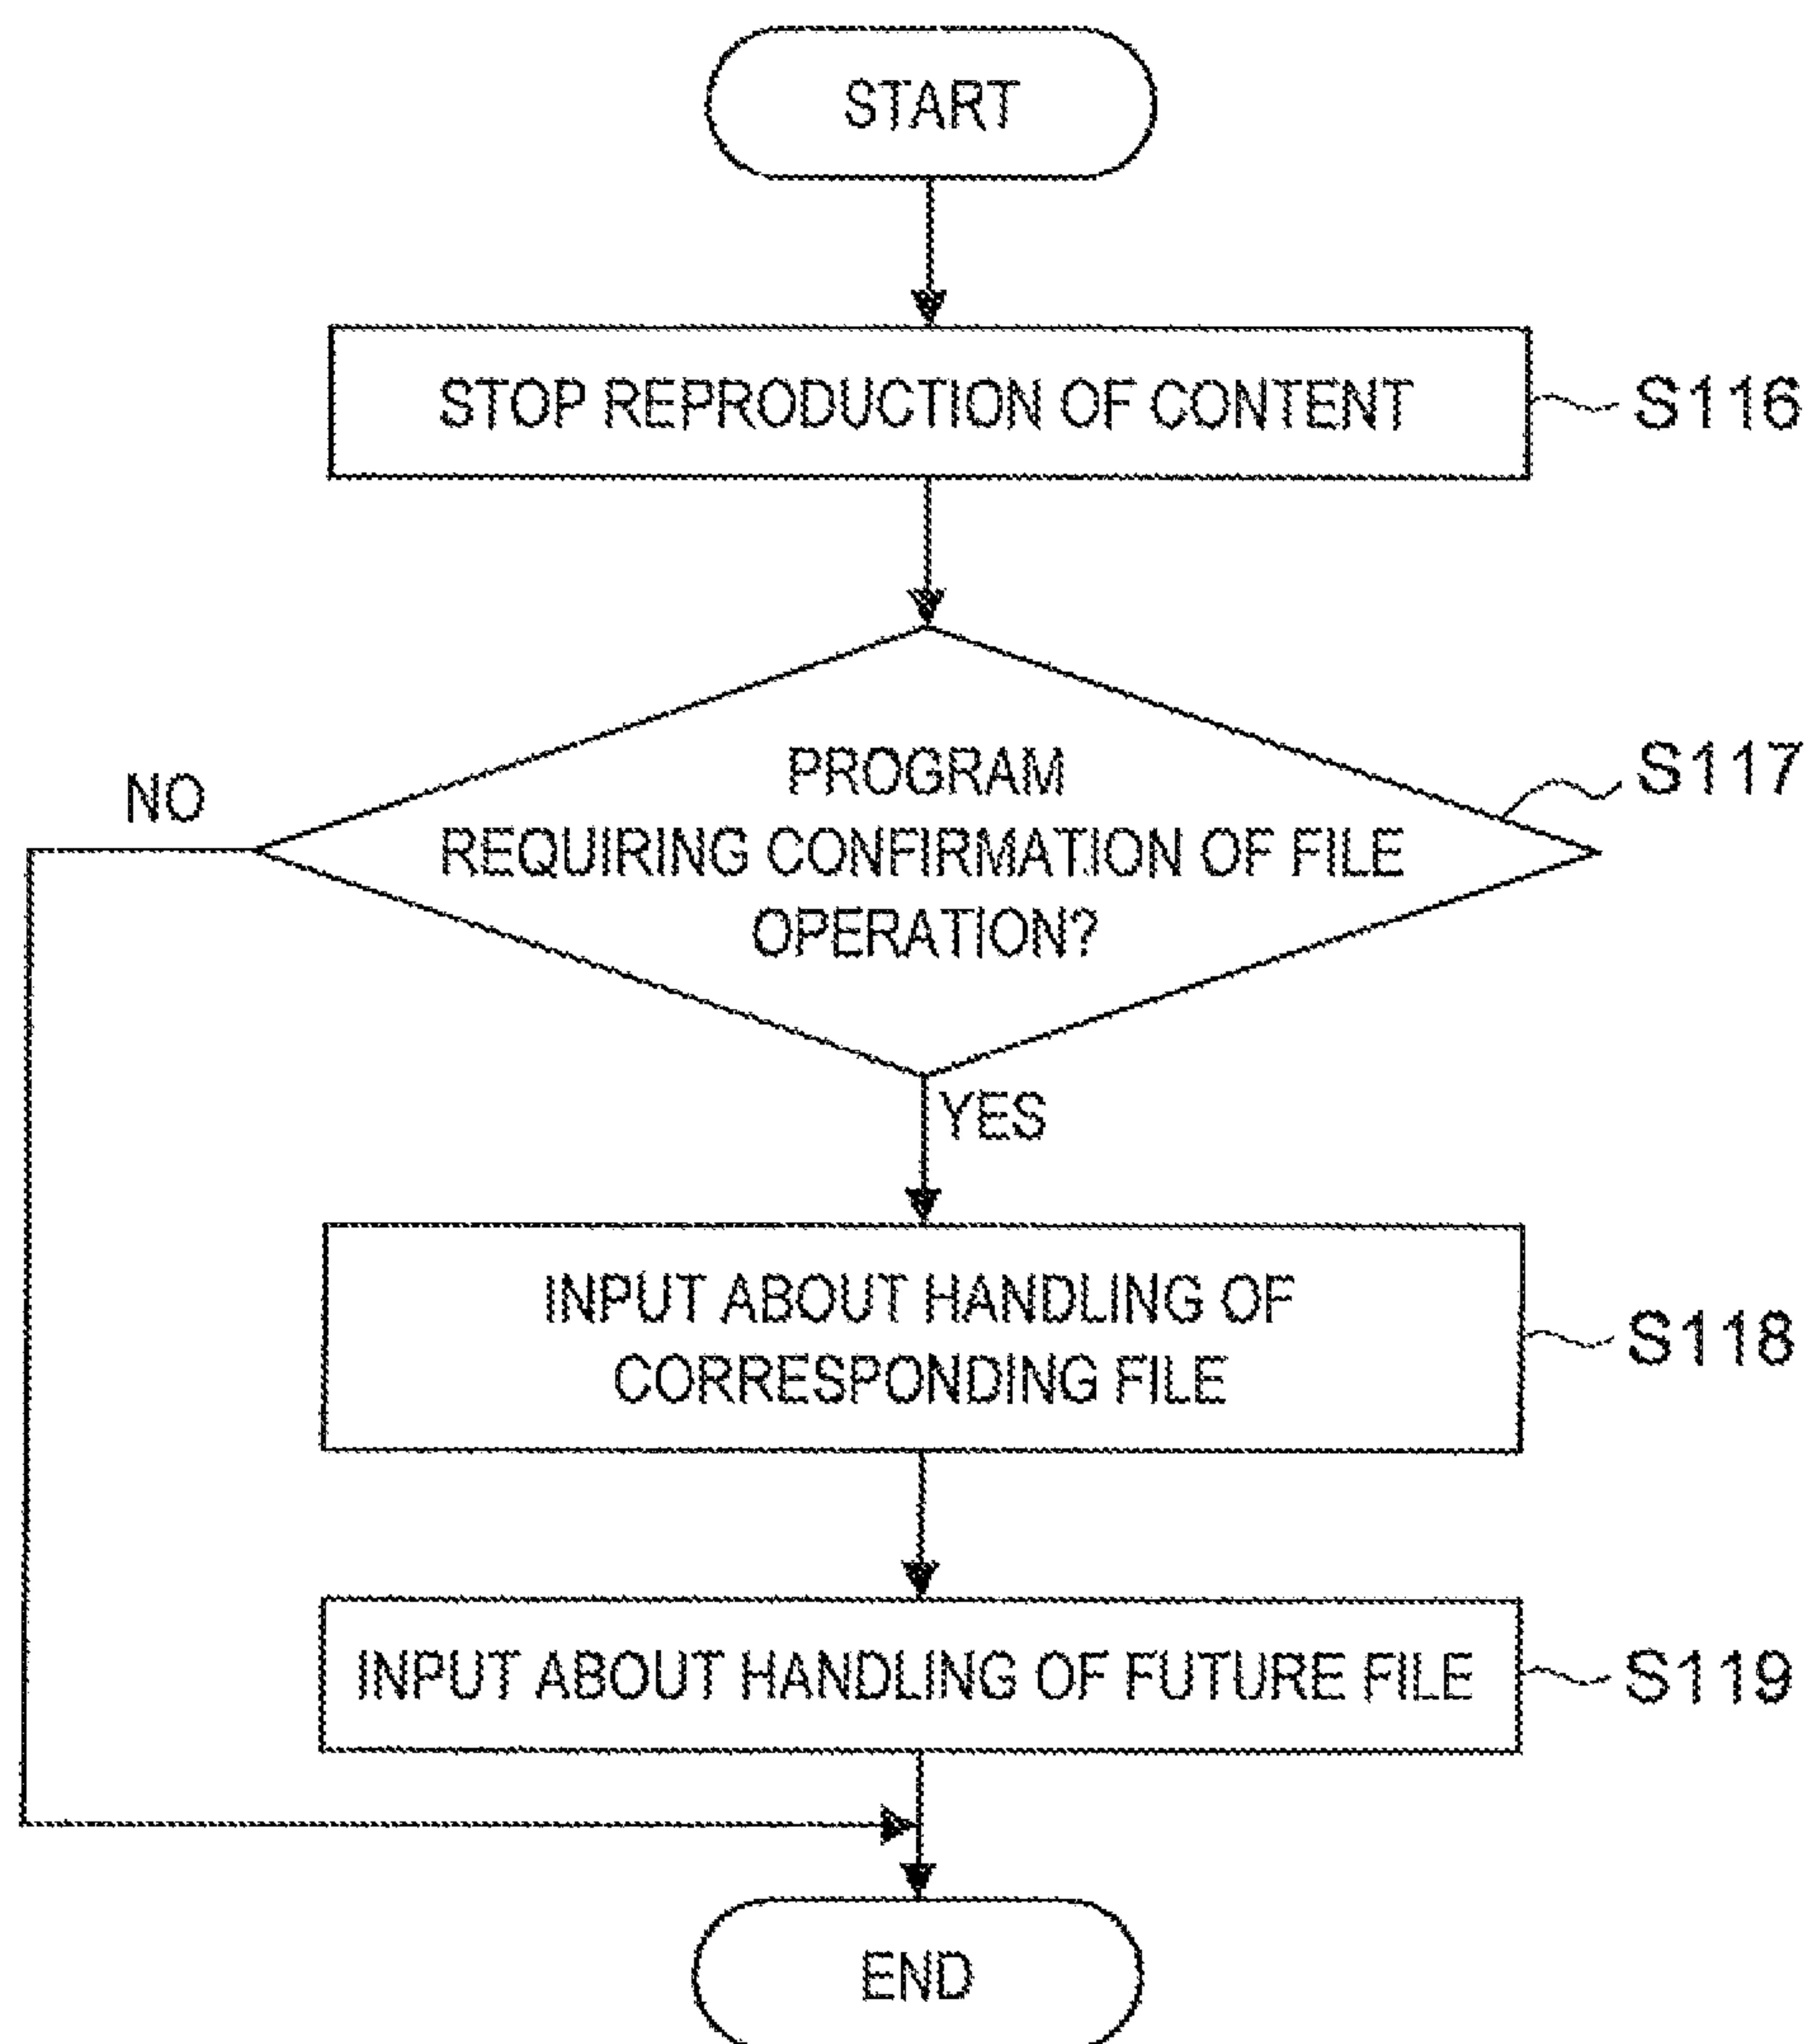 START
STOP REPRODUCTION OF CONTENT
S116
PROGRAM
REQUIRING CONFIRMATION OF FILE
OPERATION?
S117
NO
YES
INPUT ABOUT HANDLING OF
CORRESPONDING FILE
S118
INPUT ABOUT HANDLING OF FUTURE FILE
S119
END